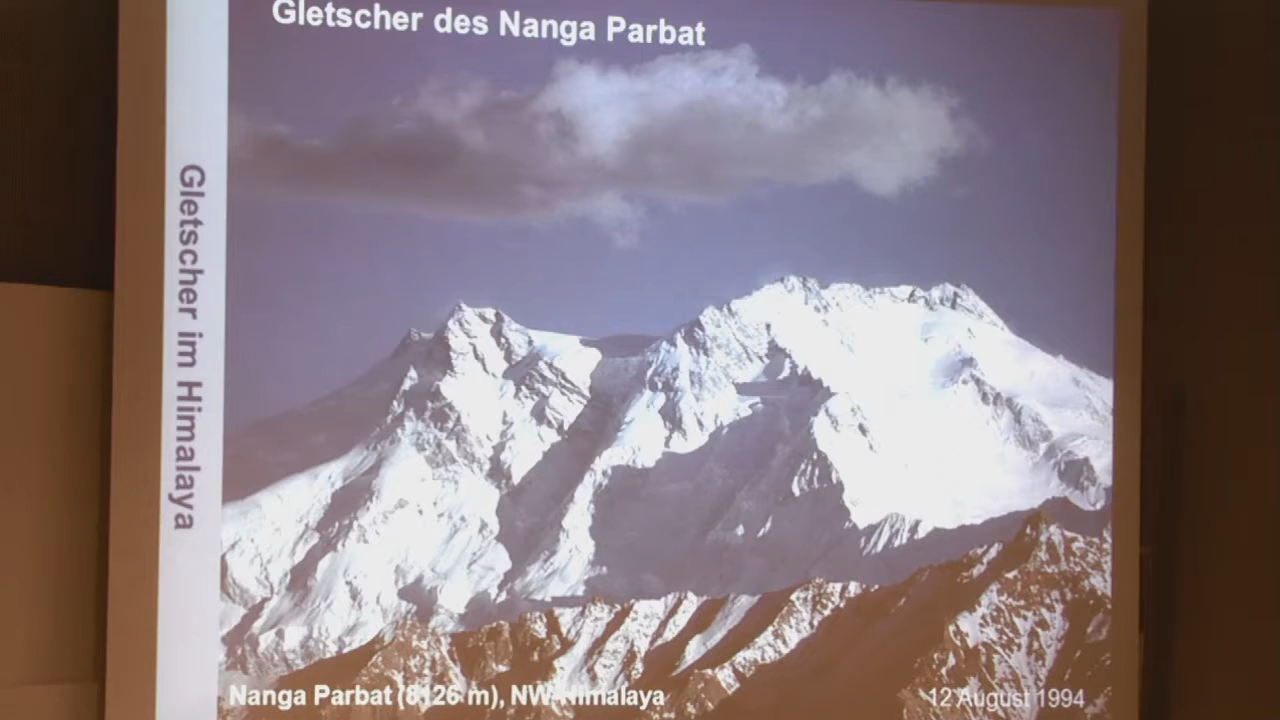 Gletscher des Nanga Parbat
Gletscher im Himalaya
Nanga Parbat (8126 m), NW-Himalaya
12 August 1994